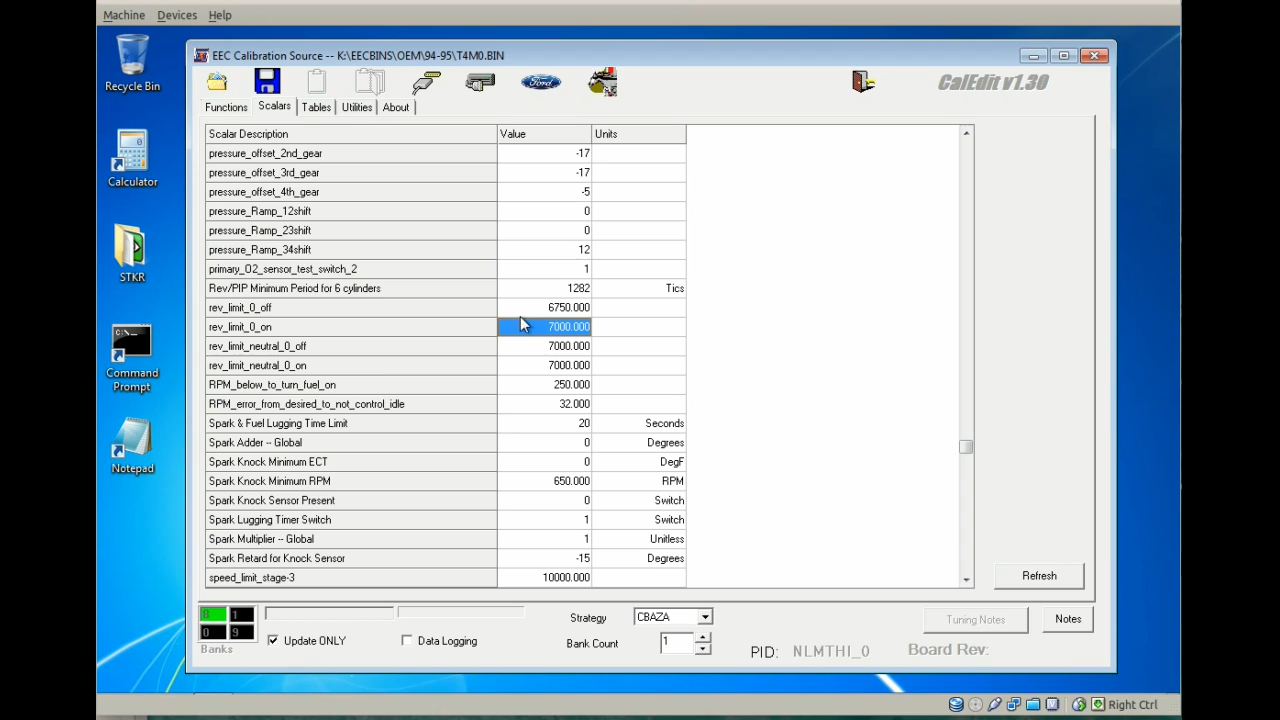 Machine Devices Help
EEC Calibration Source -- K:\EECBINS\OEM\94-95\T4M0.BIN
Recycle Bin
Calculator
STKR
Command Prompt
Notepad
Ford
CalEdit v1.30
Functions Scalars Tables Utilities About
Scalar Description Value Units
pressure_offset_2nd_gear -17
pressure_offset_3rd_gear -17
pressure_offset_4th_gear -5
pressure_Ramp_12shift 0
pressure_Ramp_23shift 0
pressure_Ramp_34shift 12
primary_O2_sensor_test_switch_2 1
Rev/PIP Minimum Period for 6 cylinders 1282 Tics
rev_limit_0_off 6750.000
rev_limit_0_on 7000.000
rev_limit_neutral_0_off 7000.000
rev_limit_neutral_0_on 7000.000
RPM_below_to_turn_fuel_on 250.000
RPM_error_from_desired_to_not_control_idle 32.000
Spark & Fuel Lugging Time Limit 20 Seconds
Spark Adder -- Global 0 Degrees
Spark Knock Minimum ECT 0 DegF
Spark Knock Minimum RPM 650.000 RPM
Spark Knock Sensor Present 0 Switch
Spark Lugging Timer Switch 1 Switch
Spark Multiplier -- Global 1 Unitless
Spark Retard for Knock Sensor -15 Degrees
speed_limit_stage-3 10000.000
Refresh
0 1
0 9
Banks
Update ONLY
Data Logging
Strategy CBAZA
Bank Count 1
Tuning Notes
Notes
PID: NLMTHI_0
Board Rev:
Right Ctrl